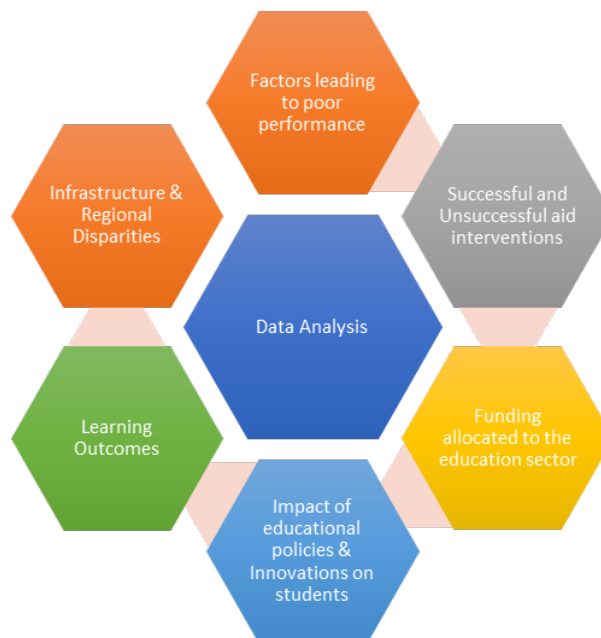 Factors leading
to poor
performance
Infrastructure &
Regional
Disparities
Successful and
Unsuccessful aid
interventions
Data Analysis
Learning
Outcomes
Funding
allocated to the
education sector
Impact of
educational
policies &
Innovations on
students